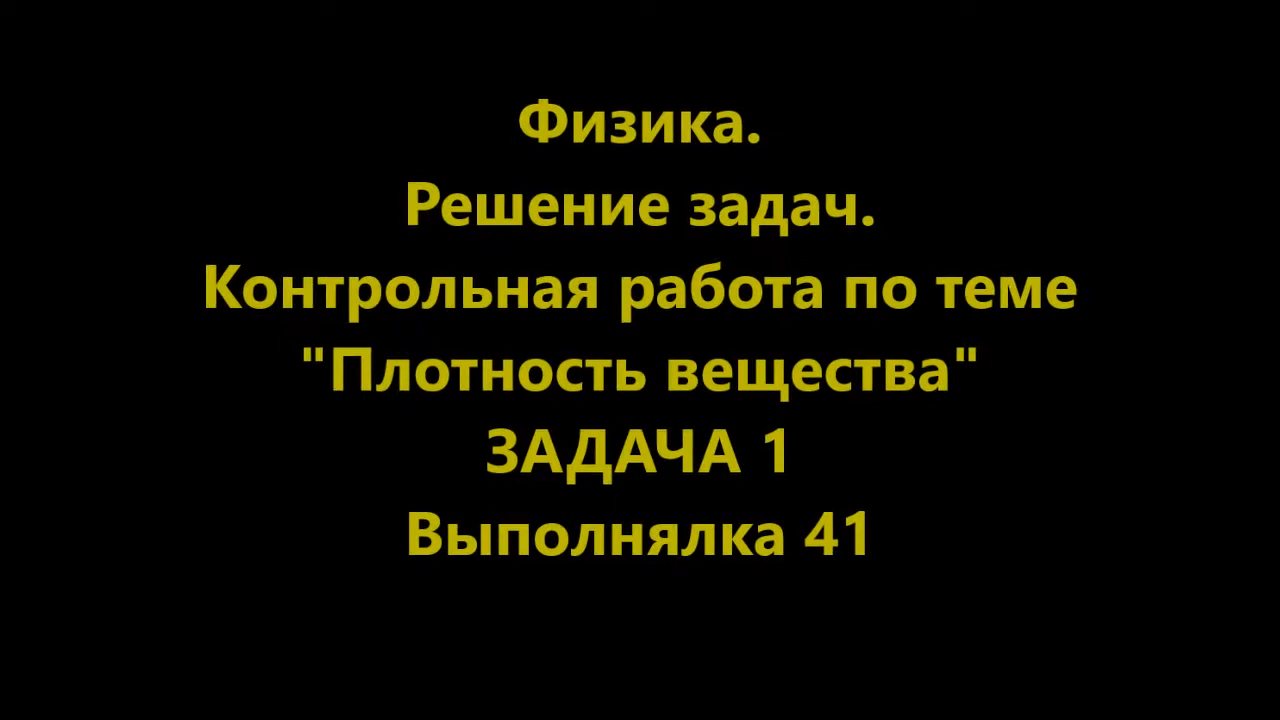 Физика.
Решение задач.
Контрольная работа по теме
"Плотность вещества"
ЗАДАЧА 1
Выполнялка 41